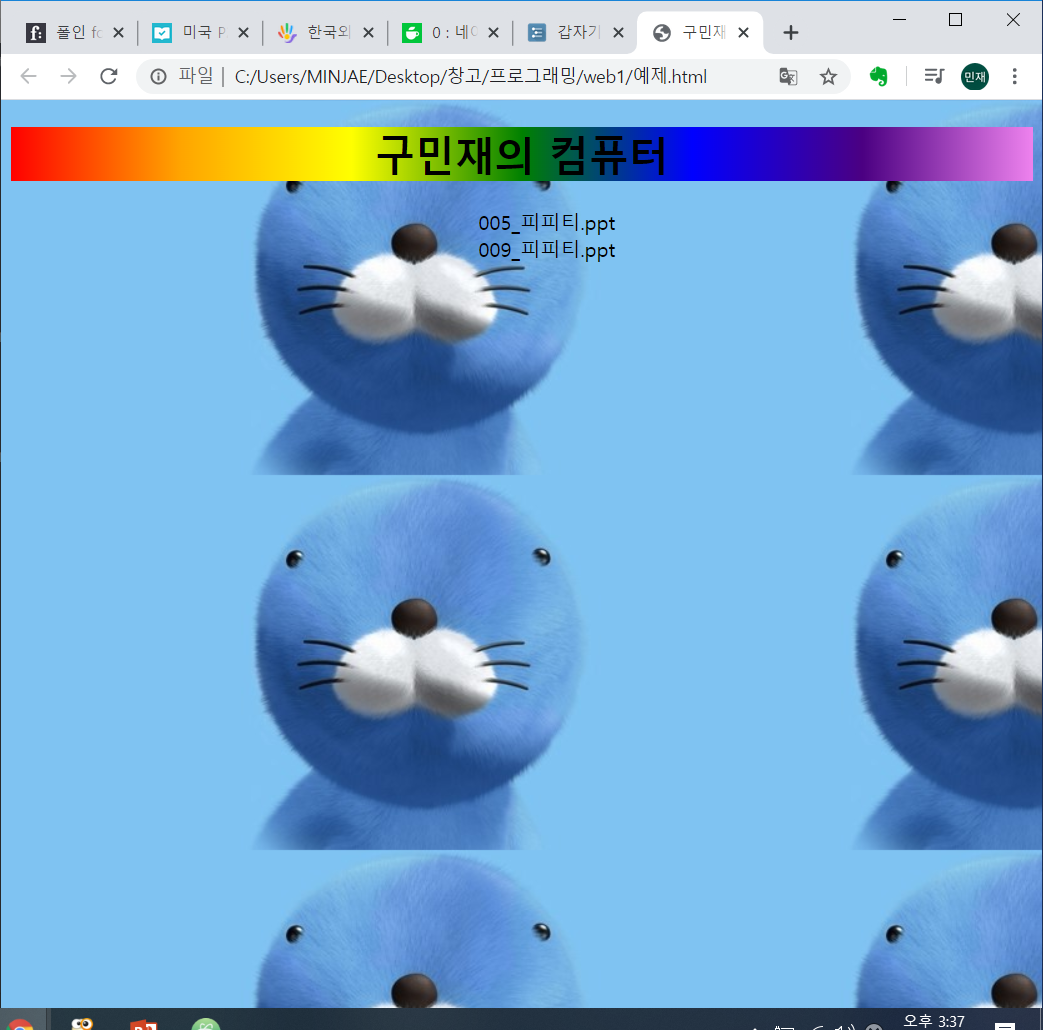 폴인 fo
미국 P
한국외
0 : 네이
갑자기
구민재
파일 | C:/Users/MINJAE/Desktop/창고/프로그래밍/web1/예제.html
민재
구민재의 컴퓨터
005_피피티.ppt
009_피피티.ppt
오후 3:37